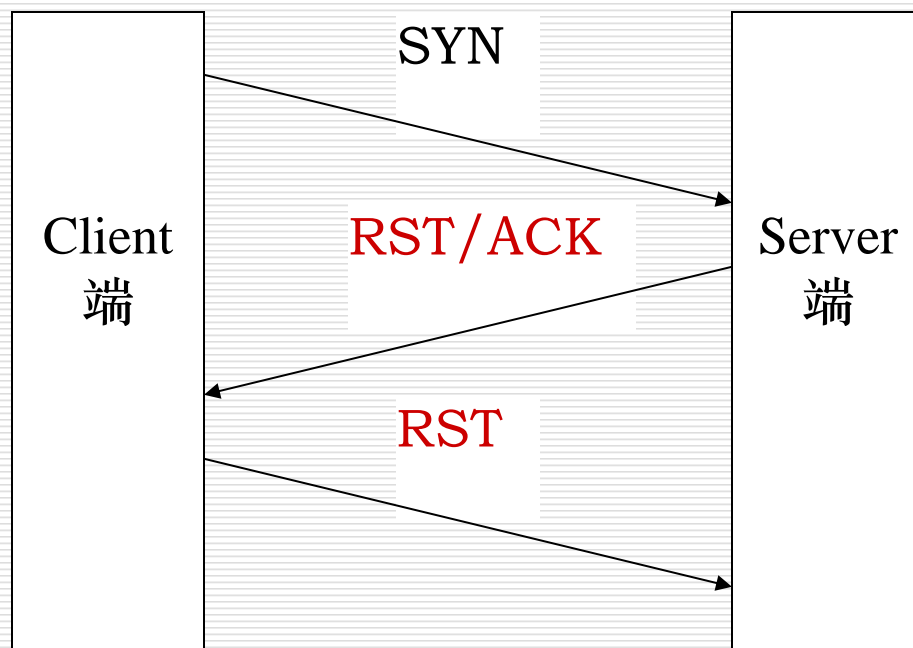 SYN
Client
端
RST/ACK
Server
端
RST